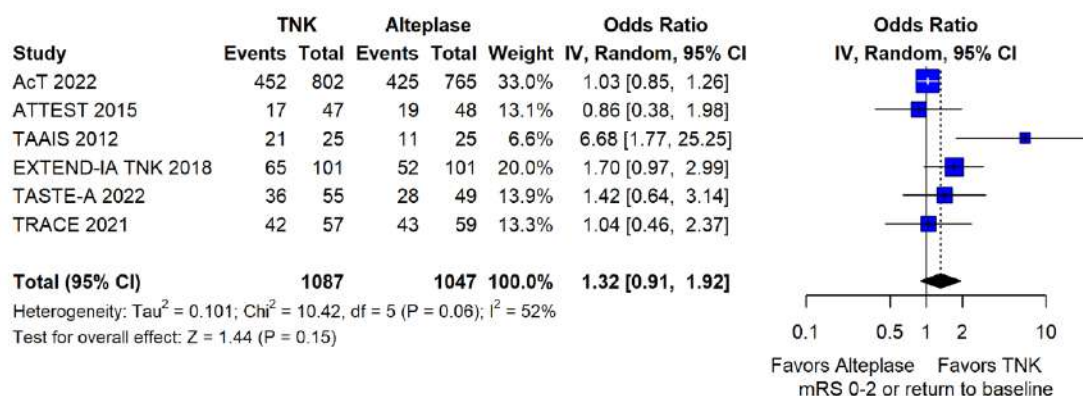 TNK Alteplase Odds Ratio Odds Ratio
Study Events Total Events Total Weight IV, Random, 95% CI IV, Random, 95% CI
AcT 2022 452 802 425 765 33.0% 1.03 [0.85, 1.26]
ATTEST 2015 17 47 19 48 13.1% 0.86 [0.38, 1.98]
TAAIS 2012 21 25 11 25 6.6% 6.68 [1.77, 25.25]
EXTEND-IA TNK 2018 65 101 52 101 20.0% 1.70 [0.97, 2.99]
TASTE-A 2022 36 55 28 49 13.9% 1.42 [0.64, 3.14]
TRACE 2021 42 57 43 59 13.3% 1.04 [0.46, 2.37]
Total (95% CI) 1087 1047 100.0% 1.32 [0.91, 1.92]
Heterogeneity: Tau² = 0.101; Chi² = 10.42, df = 5 (P = 0.06); I² = 52%
Test for overall effect: Z = 1.44 (P = 0.15)
0.1 0.5 1 2 10
Favors Alteplase Favors TNK
mRS 0-2 or return to baseline